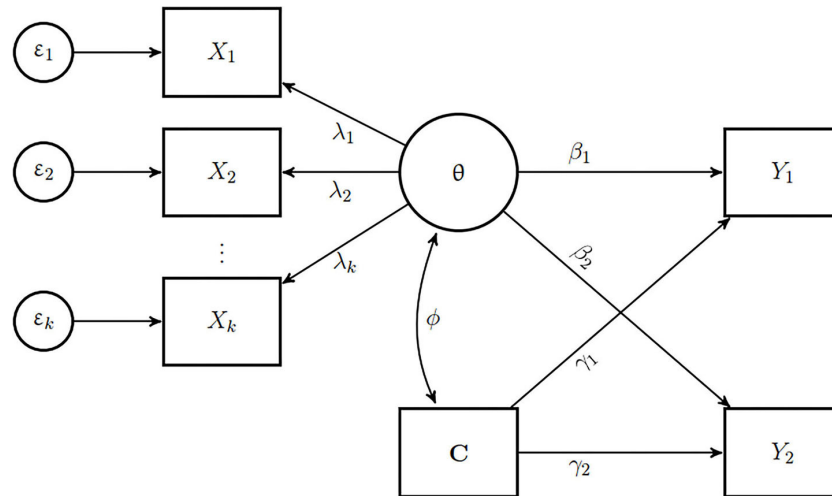 ε₁
X₁
λ₁
ε₂
X₂
λ₂
θ
β₁
Y₁
⋮
β₂
λₖ
εₖ
Xₖ
ϕ
γ₁
C
γ₂
Y₂